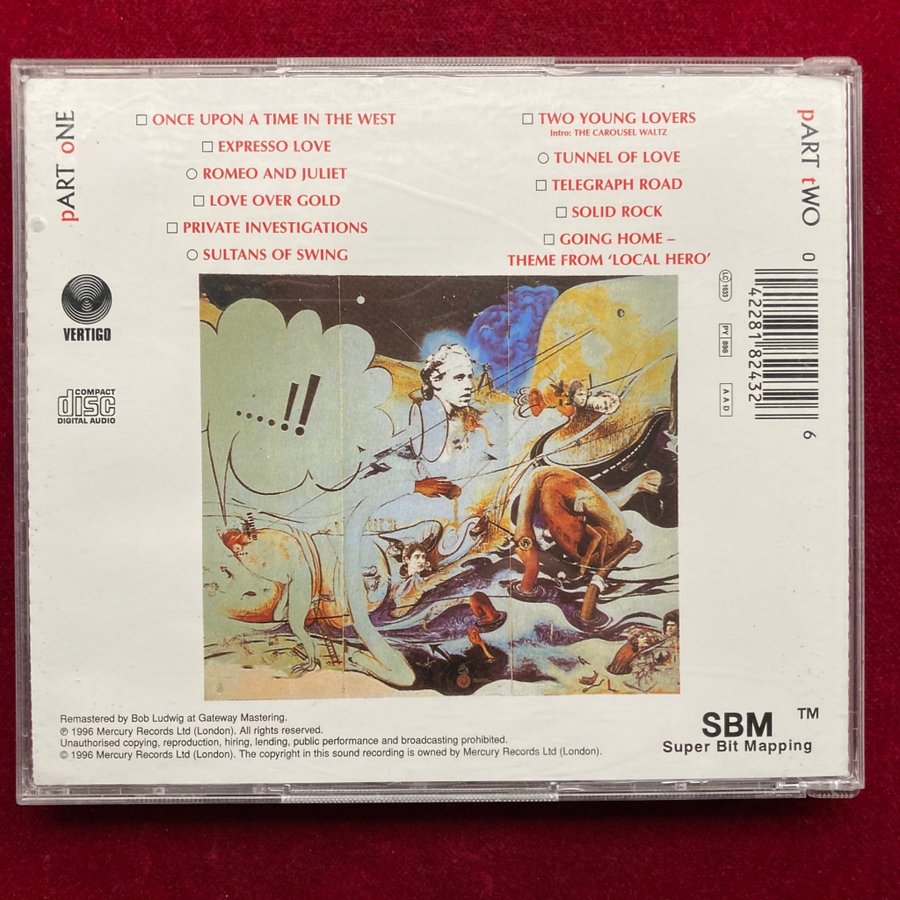 pART oNE
ONCE UPON A TIME IN THE WEST
EXPRESSO LOVE
ROMEO AND JULIET
LOVE OVER GOLD
PRIVATE INVESTIGATIONS
SULTANS OF SWING
pART tWO
TWO YOUNG LOVERS
Intro: THE CAROUSEL WALTZ
TUNNEL OF LOVE
TELEGRAPH ROAD
SOLID ROCK
GOING HOME –
THEME FROM ‘LOCAL HERO’
VERTIGO
COMPACT
disc
DIGITAL AUDIO
LC 1633
PY 898
AAD
0 42281 82432 6
....!!
Remastered by Bob Ludwig at Gateway Mastering.
℗ 1996 Mercury Records Ltd (London). All rights reserved.
Unauthorised copying, reproduction, hiring, lending, public performance and broadcasting prohibited.
© 1996 Mercury Records Ltd (London). The copyright in this sound recording is owned by Mercury Records Ltd (London).
SBM TM
Super Bit Mapping